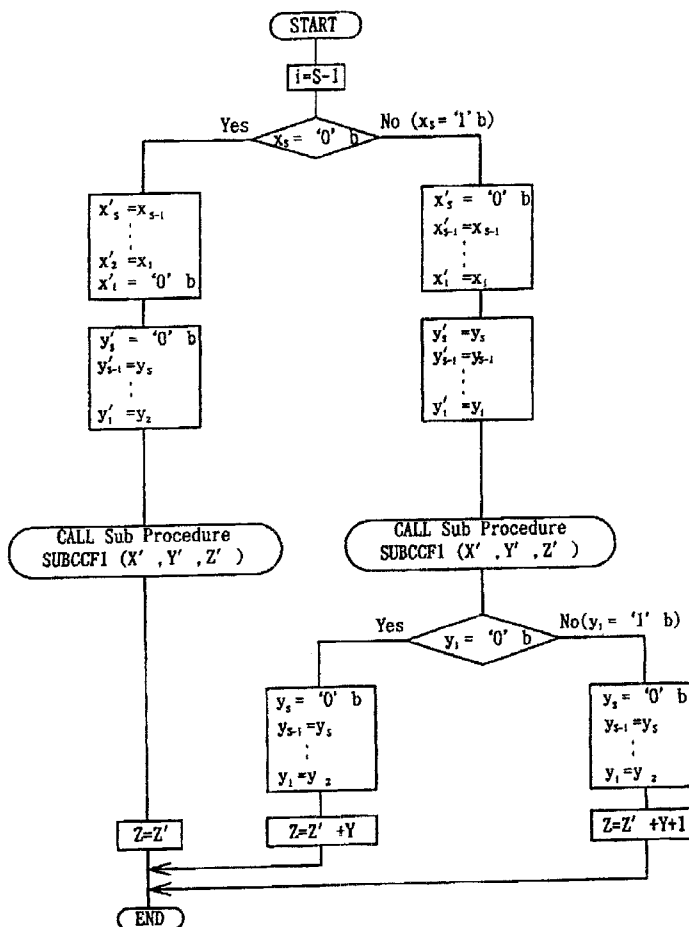 START
i=S-1
Yes
x_s = '0' b
No (x_s = '1' b)
x'_s = x_{s-1}
x'_2 = x_1
x'_1 = '0' b
x'_s = '0' b
x'_{s-1} = x_{s-1}
x'_1 = x_1
y'_s = '0' b
y'_{s-1} = y_s
y'_1 = y_2
y'_s = y_s
y'_{s-1} = y_{s-1}
y'_1 = y_1
CALL Sub Procedure
SUBCCF1 (X' , Y' , Z' )
CALL Sub Procedure
SUBCCF1 (X' , Y' , Z' )
Yes
y_1 = '0' b
No(y_1 = '1' b)
y_s = '0' b
y_{s-1} = y_s
y_1 = y_2
y_s = '0' b
y_{s-1} = y_s
y_1 = y_2
Z=Z'
Z=Z' +Y
Z=Z' +Y+1
END